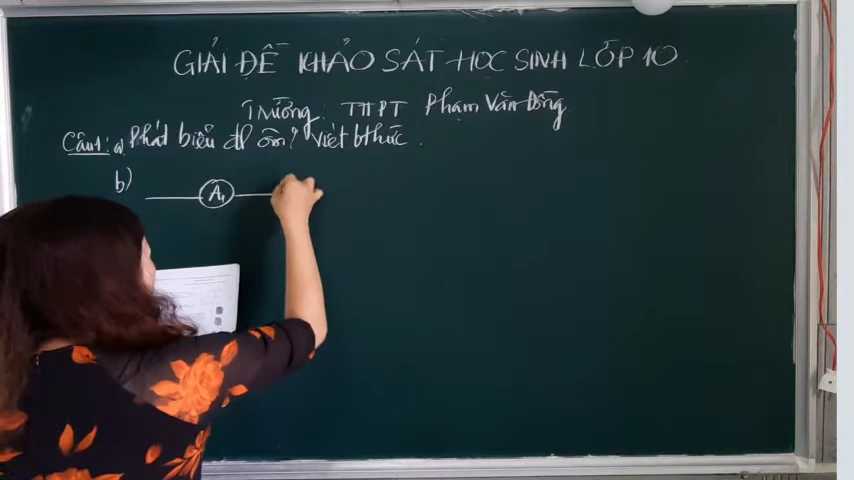 GIẢI ĐỀ KHẢO SÁT HỌC SINH LỚP 10
Trường: THPT Phạm Văn Đồng
Câu 1: a) Phát biểu đl ôm? Viết bthức.
b)
A₁